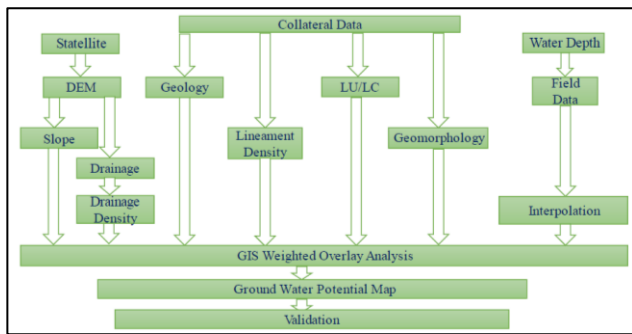 Collateral Data
Statellite
Water Depth
DEM
Geology
LU/LC
Field
Data
Slope
Lineament
Density
Geomorphology
Drainage
Drainage
Density
Interpolation
GIS Weighted Overlay Analysis
Ground Water Potential Map
Validation